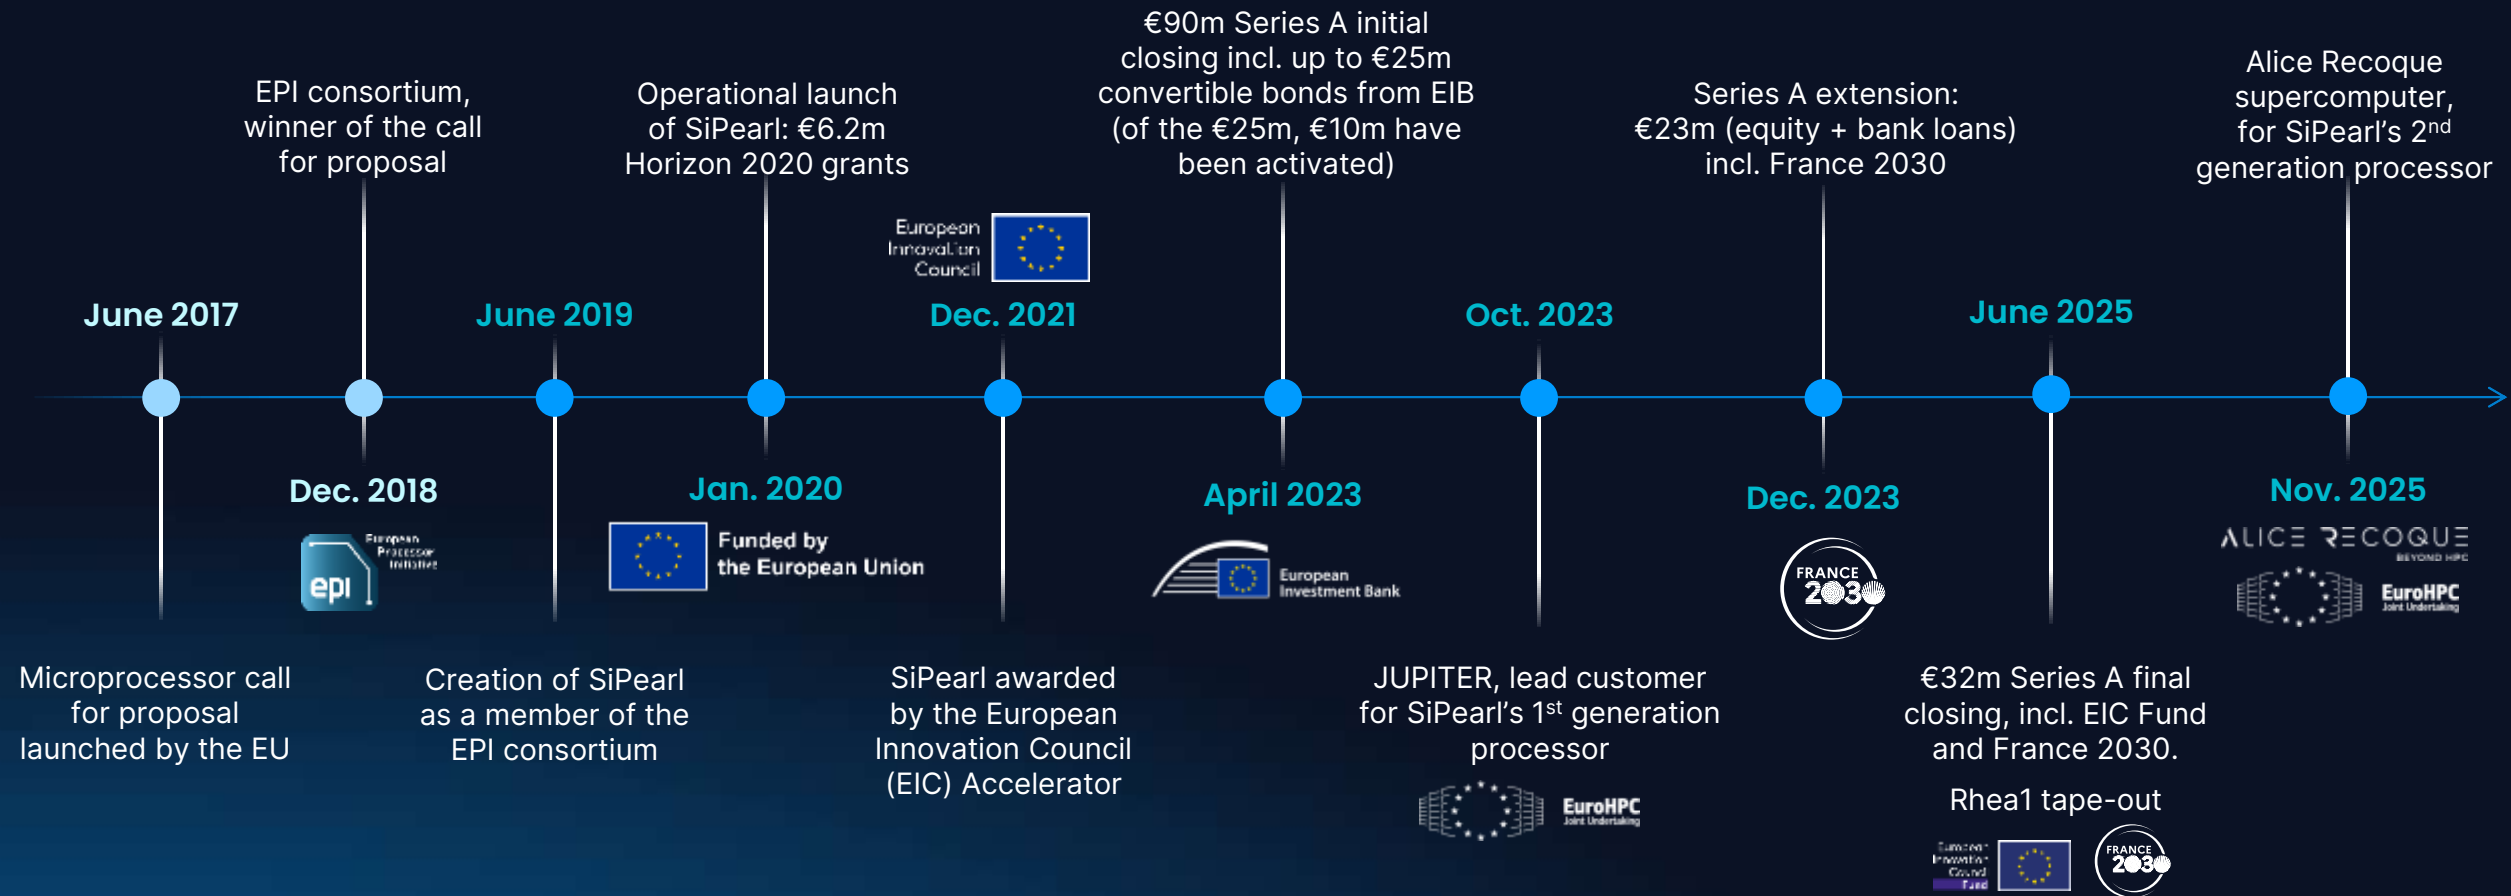 June 2017
Microprocessor call
for proposal
launched by the EU
EPI consortium,
winner of the call
for proposal
Dec. 2018
epi
European
Processor
Initiative
June 2019
Creation of SiPearl
as a member of the
EPI consortium
Operational launch
of SiPearl: €6.2m
Horizon 2020 grants
Jan. 2020
Funded by
the European Union
European
Innovation
Council
Dec. 2021
SiPearl awarded
by the European
Innovation Council
(EIC) Accelerator
€90m Series A initial
closing incl. up to €25m
convertible bonds from EIB
(of the €25m, €10m have
been activated)
April 2023
European
Investment Bank
Oct. 2023
JUPITER, lead customer
for SiPearl’s 1st generation
processor
EuroHPC
Joint Undertaking
Series A extension:
€23m (equity + bank loans)
incl. France 2030
Dec. 2023
FRANCE
2030
June 2025
€32m Series A final
closing, incl. EIC Fund
and France 2030.
Rhea1 tape-out
European
Innovation
Council
Fund
FRANCE
2030
Alice Recoque
supercomputer,
for SiPearl’s 2nd
generation processor
Nov. 2025
ALICE RECOQUE
BEYOND HPC
EuroHPC
Joint Undertaking